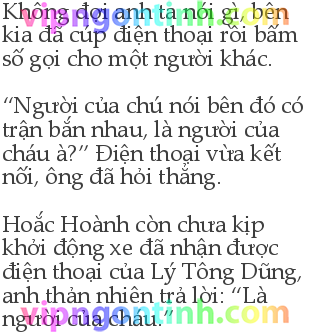 Không đợi anh ta nói gì, bên
kia đã cúp điện thoại rồi bấm
số gọi cho một người khác.
“Người của chú nói bên đó có
trận bắn nhau, là người của
cháu à?” Điện thoại vừa kết
nối, ông đã hỏi thẳng.
Hoắc Hoành còn chưa kịp
khởi động xe đã nhận được
điện thoại của Lý Tông Dũng,
anh thản nhiên trả lời: “Là
người của cháu.”
vipngontinh.com
vipngontinh.com